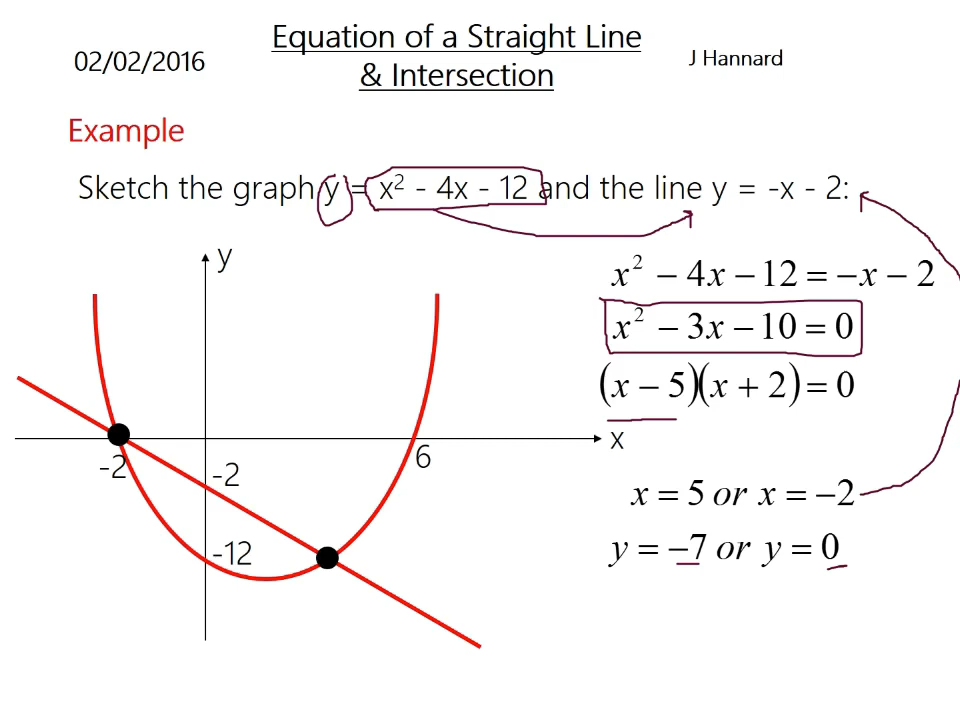 Equation of a Straight Line
& Intersection
02/02/2016
J Hannard
Example
Sketch the graph y = x² - 4x - 12 and the line y = -x - 2:
y
x² − 4x − 12 = −x − 2
x² − 3x − 10 = 0
(x − 5)(x + 2) = 0
x
-2
-2
6
-12
x = 5 or x = −2
y = −7 or y = 0